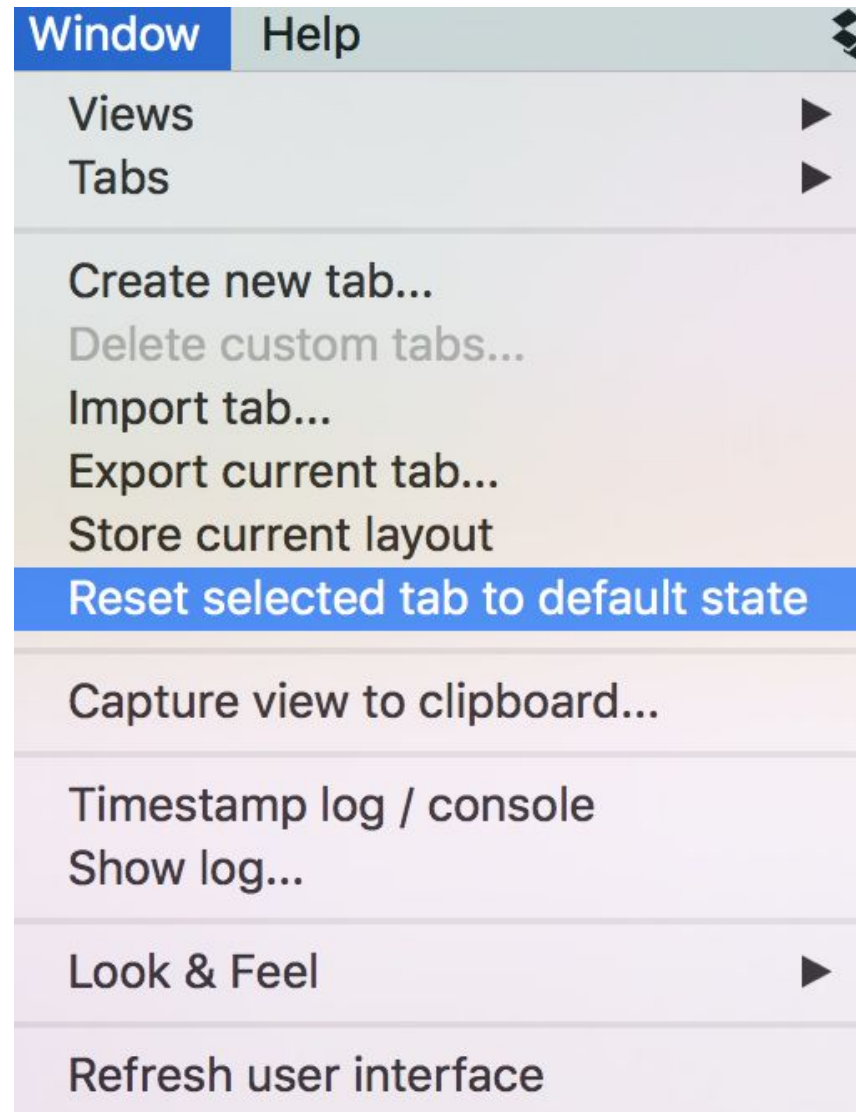 Window Help
Views
Tabs
Create new tab...
Delete custom tabs...
Import tab...
Export current tab...
Store current layout
Reset selected tab to default state
Capture view to clipboard...
Timestamp log / console
Show log...
Look & Feel
Refresh user interface